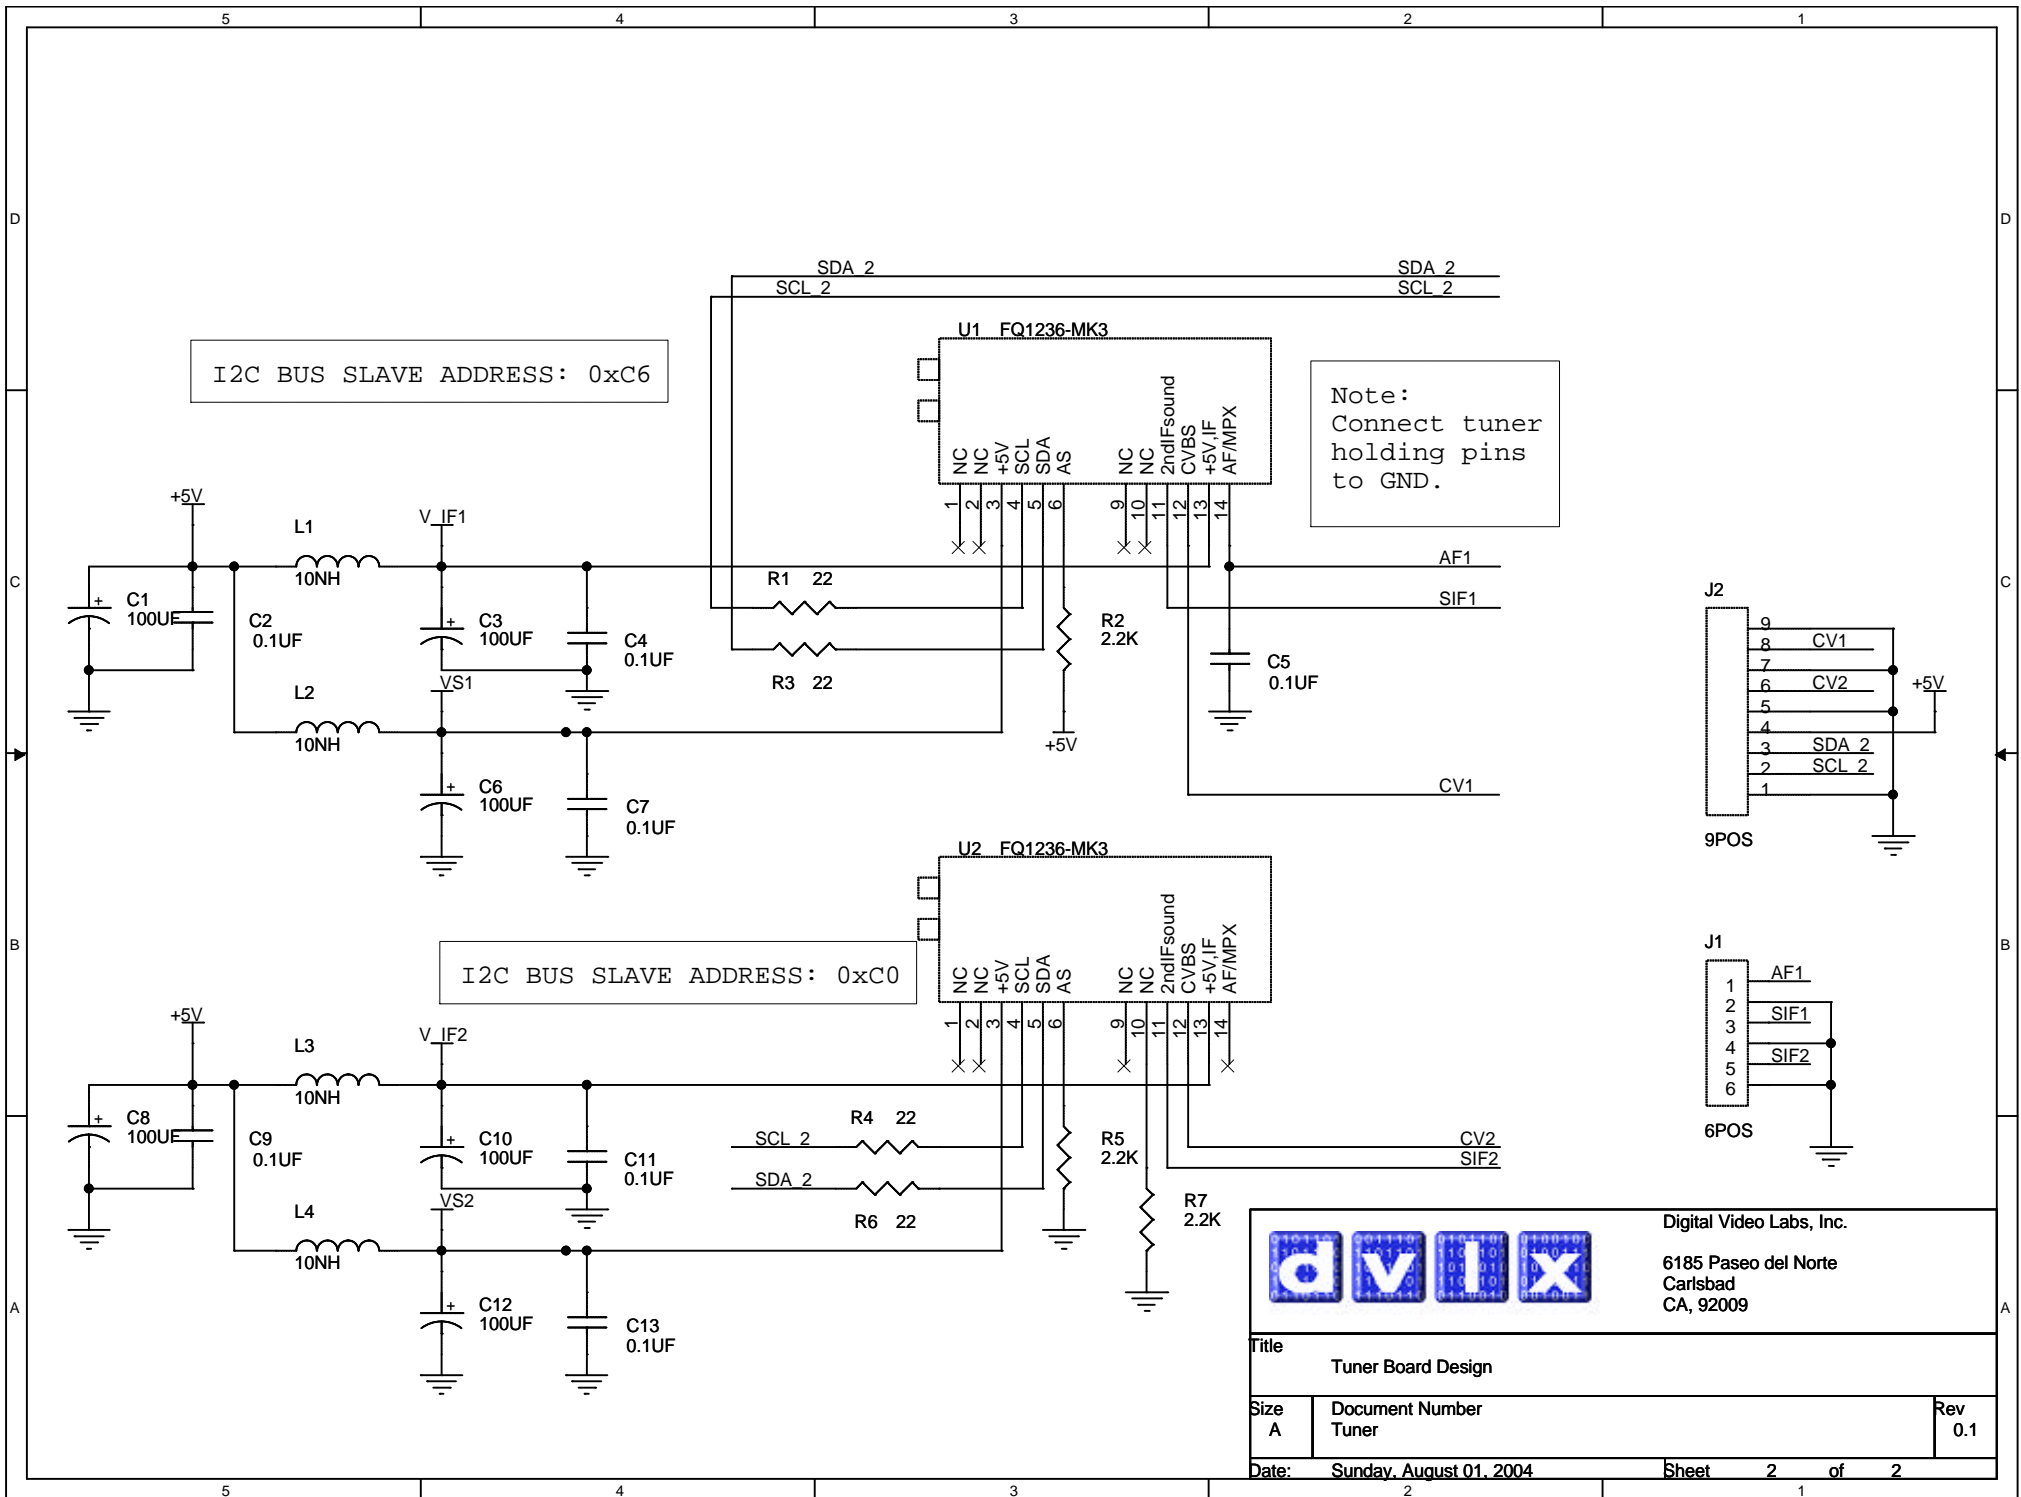 5 4 3 2 1
D D
C C
B B
A A
SDA_2 SDA_2
SCL_2 SCL_2
U1 FQ1236-MK3
I2C BUS SLAVE ADDRESS: 0xC6
Note:
Connect tuner
holding pins
to GND.
NC NC +5V SCL SDA AS NC NC 2ndIFsound CVBS +5V,IF AF/MPX
1 2 3 4 5 6 9 10 11 12 13 14
+5V
L1
10NH
V_IF1
AF1
SIF1
R1 22
+ C1
100UF
C2
0.1UF
+ C3
100UF
C4
0.1UF
R2
2.2K
R3 22
C5
0.1UF
L2
10NH
VS1
+5V
+ C6
100UF
C7
0.1UF
CV1
J2
9
8 CV1
7
6 CV2
5
4 +5V
3 SDA_2
2 SCL_2
1
9POS
U2 FQ1236-MK3
I2C BUS SLAVE ADDRESS: 0xC0
NC NC +5V SCL SDA AS NC NC 2ndIFsound CVBS +5V,IF AF/MPX
1 2 3 4 5 6 9 10 11 12 13 14
+5V
L3
10NH
V_IF2
+ C8
100UF
C9
0.1UF
+ C10
100UF
C11
0.1UF
R4 22
SCL_2
SDA_2
R6 22
R5
2.2K
R7
2.2K
CV2
SIF2
L4
10NH
VS2
+ C12
100UF
C13
0.1UF
J1
1 AF1
2
3 SIF1
4
5 SIF2
6
6POS
dvlx
Digital Video Labs, Inc.
6185 Paseo del Norte
Carlsbad
CA, 92009
Title
Tuner Board Design
Size
A
Document Number
Tuner
Rev
0.1
Date: Sunday, August 01, 2004 Sheet 2 of 2
5 4 3 2 1